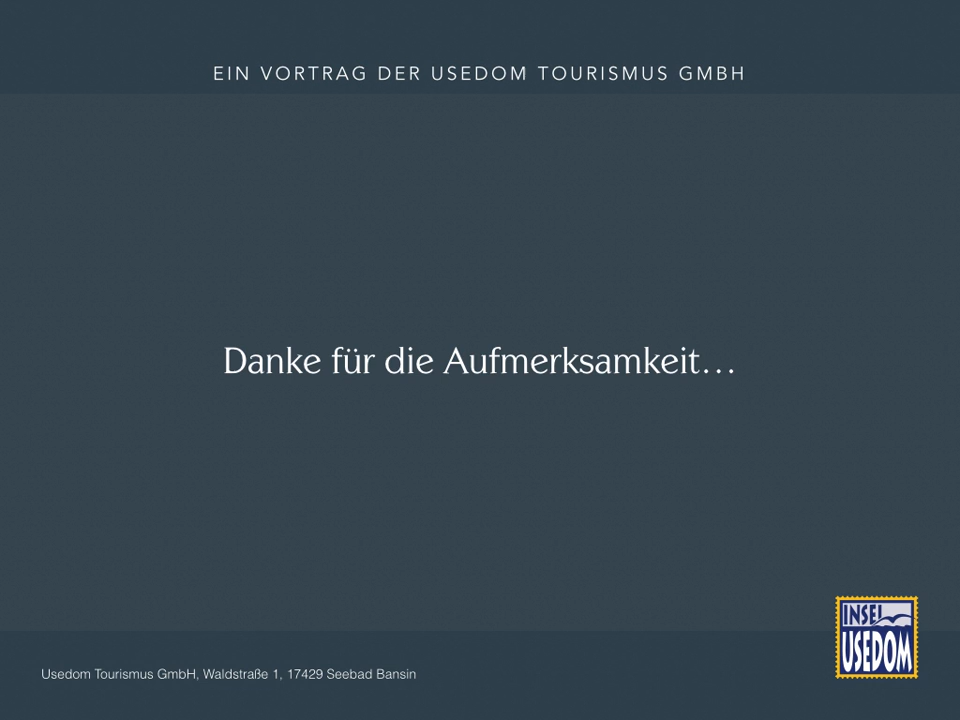 EIN VORTRAG DER USEDOM TOURISMUS GMBH
Danke für die Aufmerksamkeit…
INSEL
USEDOM
Usedom Tourismus GmbH, Waldstraße 1, 17429 Seebad Bansin